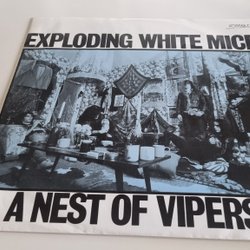 EXPLODING WHITE MICE
A NEST OF VIPERS